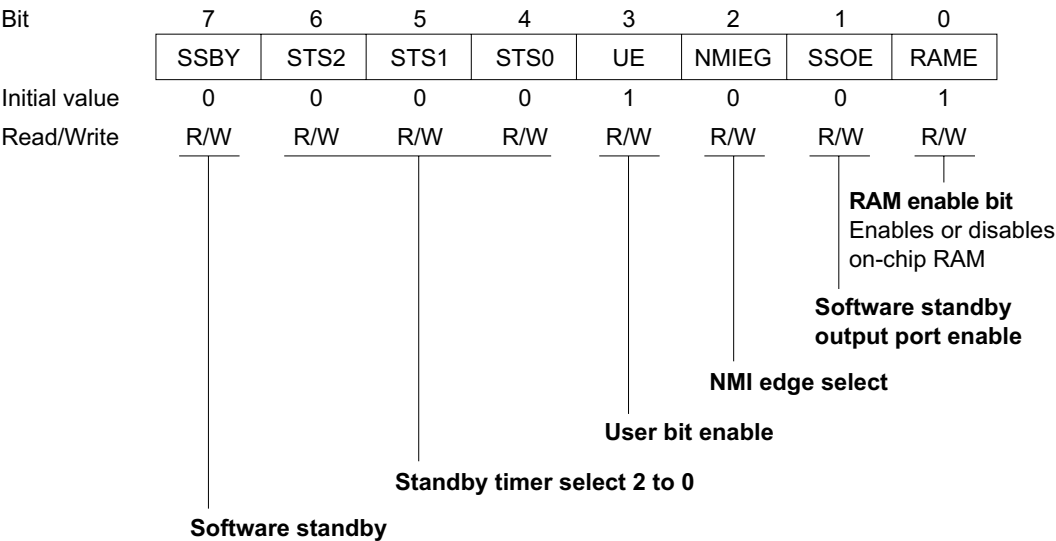 Bit 7 6 5 4 3 2 1 0
SSBY STS2 STS1 STS0 UE NMIEG SSOE RAME
Initial value 0 0 0 0 1 0 0 1
Read/Write R/W R/W R/W R/W R/W R/W R/W R/W
RAM enable bit
Enables or disables
on-chip RAM
Software standby
output port enable
NMI edge select
User bit enable
Standby timer select 2 to 0
Software standby